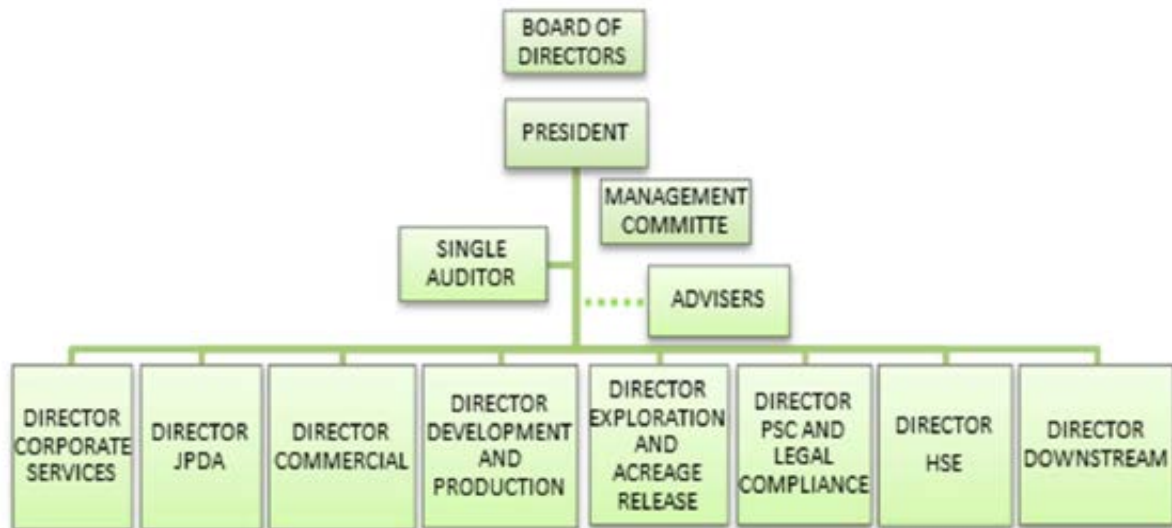 BOARD OF
DIRECTORS
PRESIDENT
MANAGEMENT
COMMITTE
SINGLE
AUDITOR
ADVISERS
DIRECTOR
CORPORATE
SERVICES
DIRECTOR
JPDA
DIRECTOR
COMMERCIAL
DIRECTOR
DEVELOPMENT
AND
PRODUCTION
DIRECTOR
EXPLORATION
AND
ACREAGE
RELEASE
DIRECTOR
PSC AND
LEGAL
COMPLIANCE
DIRECTOR
HSE
DIRECTOR
DOWNSTREAM